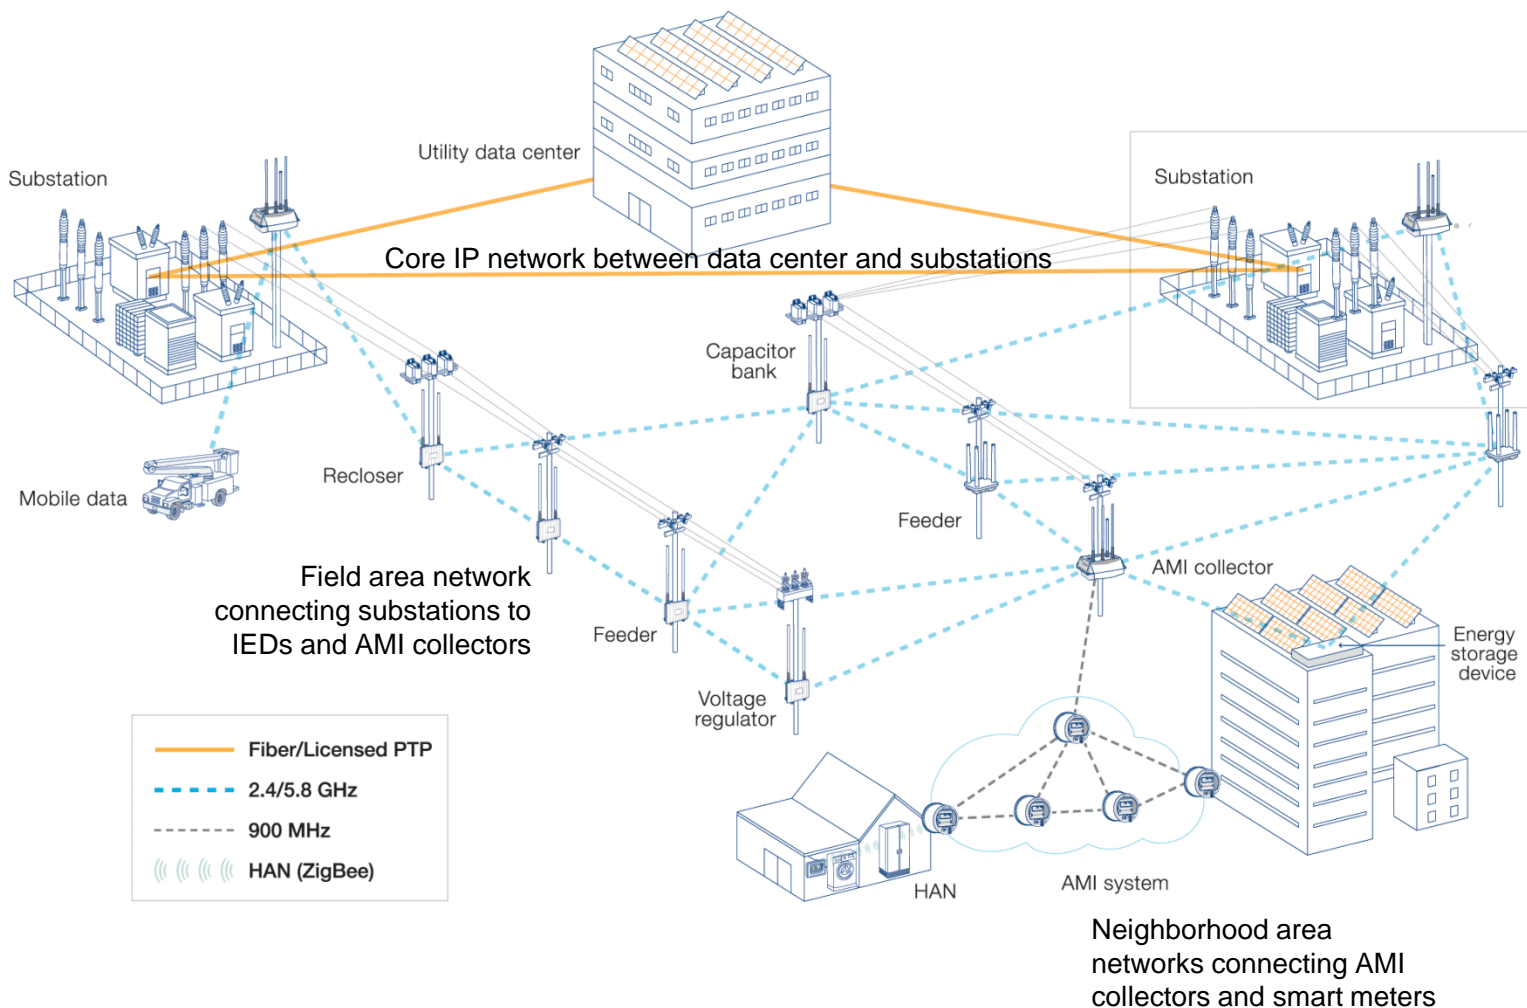 Utility data center
Substation
Substation
Core IP network between data center and substations
Capacitor
bank
Recloser
Mobile data
Feeder
Field area network
connecting substations to
IEDs and AMI collectors
AMI collector
Feeder
Energy
storage
device
Voltage
regulator
Fiber/Licensed PTP
2.4/5.8 GHz
900 MHz
HAN (ZigBee)
HAN
AMI system
Neighborhood area
networks connecting AMI
collectors and smart meters